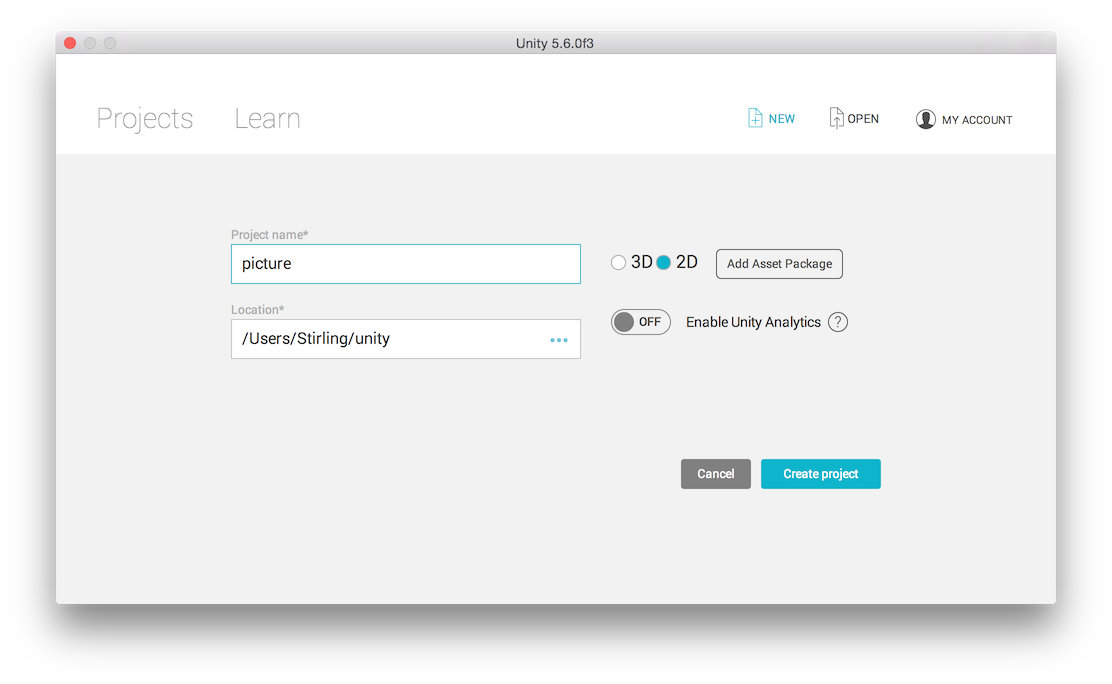 Unity 5.6.0f3
Projects Learn NEW OPEN MY ACCOUNT
Project name*
picture
3D 2D Add Asset Package
Location*
/Users/Stirling/unity •••
OFF Enable Unity Analytics ?
Cancel Create project